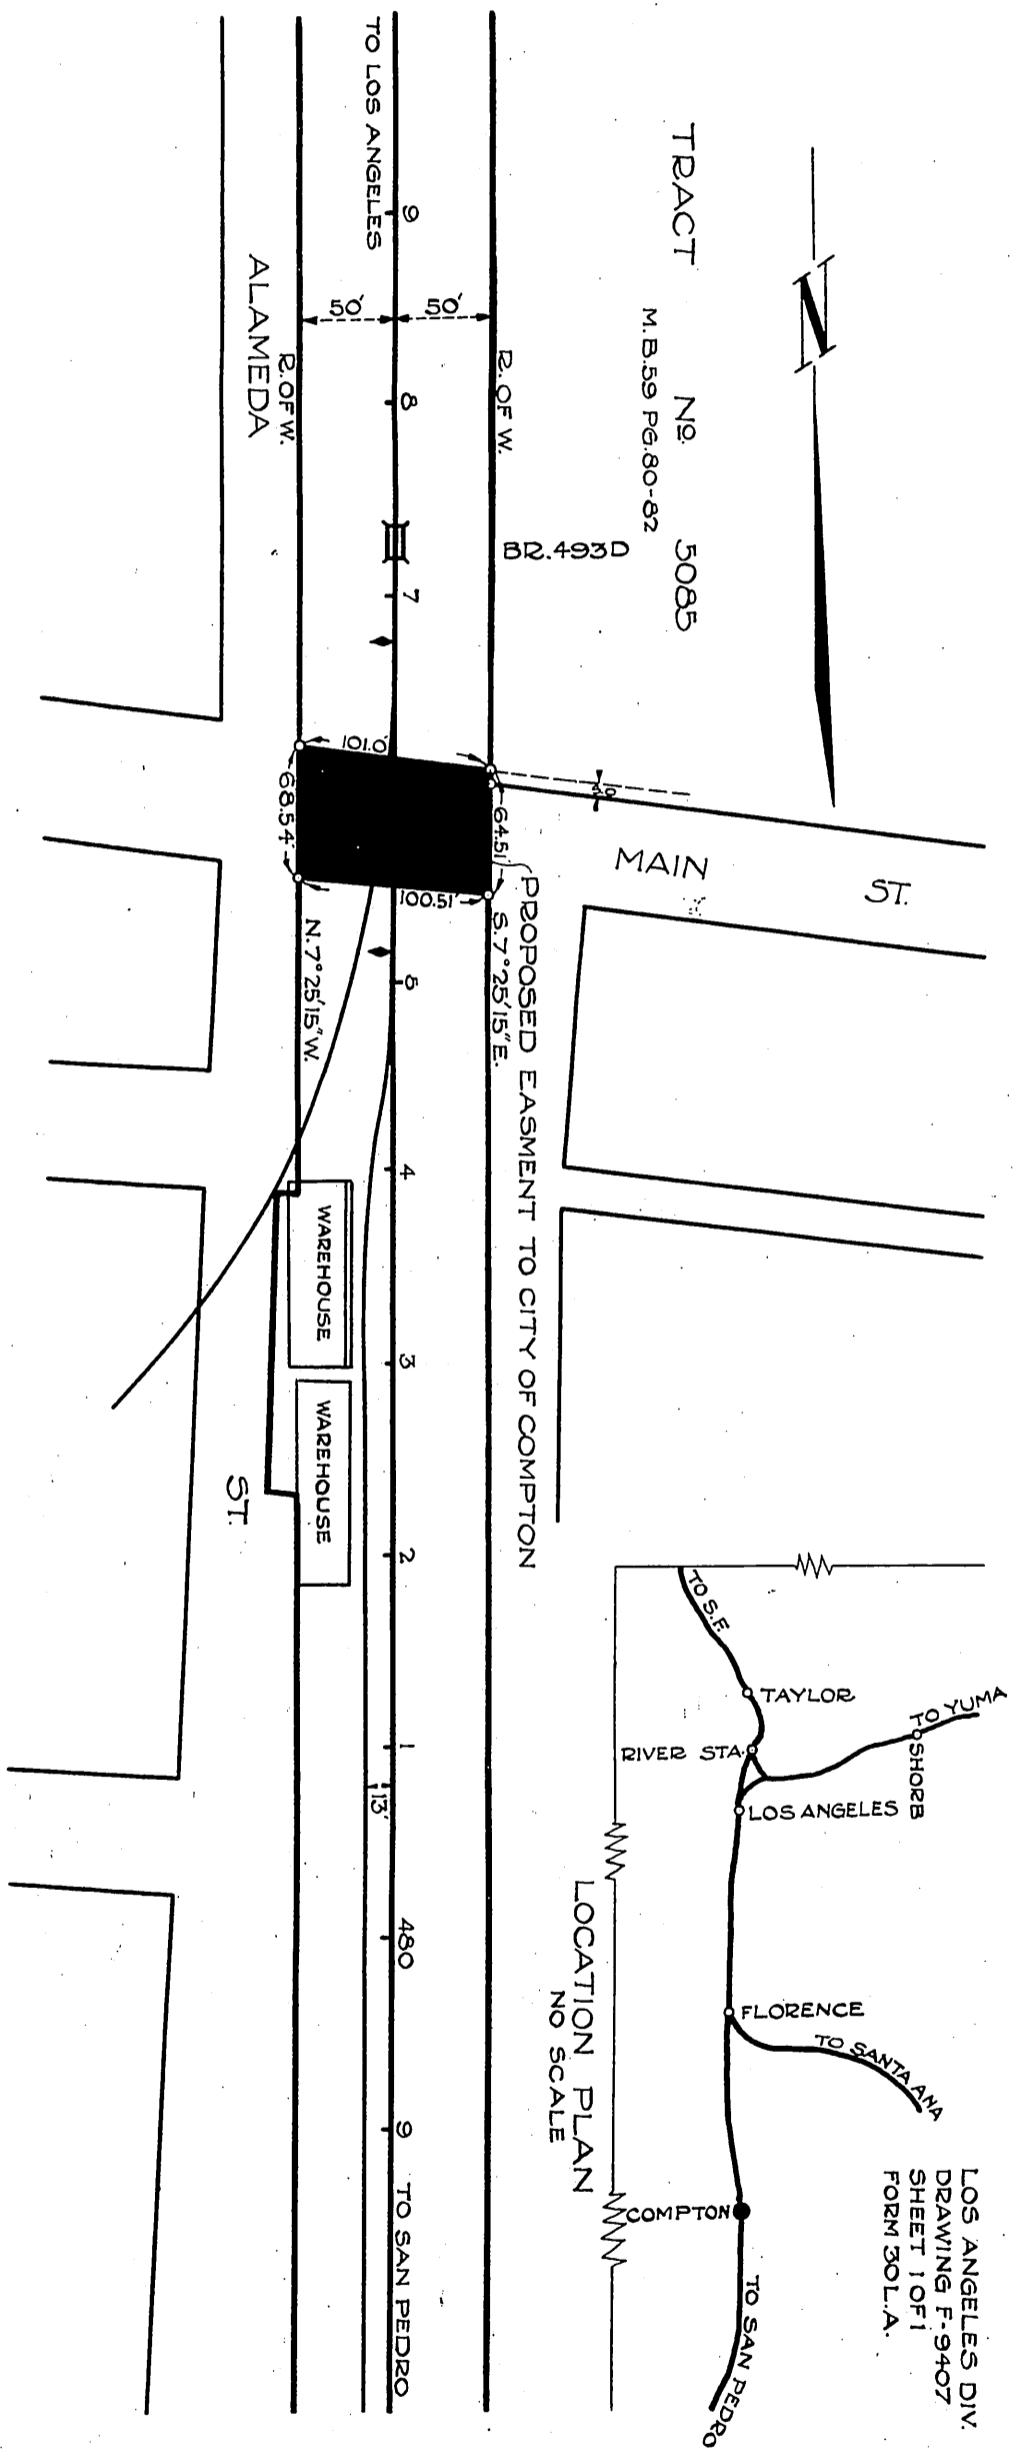 LOS ANGELES DIV.
DRAWING F-9407
SHEET 1 OF 1
FORM 30 L.A.
TRACT No. 5085
M.B.59 PG.80-82
BR.493D
MAIN ST.
4.0
R. OF W.
64.51'
S.7°25'15"E.
PROPOSED EASMENT TO CITY OF COMPTON
50'
50'
TO LOS ANGELES
9
8
7
5
4
3
2
1
480
9
TO SAN PEDRO
13'
101.0'
100.51'
R. OF W.
68.54'
N.7°25'15"W.
WAREHOUSE
WAREHOUSE
ALAMEDA ST.
TO S.F.
TAYLOR
RIVER STA.
LOS ANGELES
TO YUMA
SHORB
FLORENCE
TO SANTA ANA
COMPTON
TO SAN PEDRO
LOCATION PLAN
NO SCALE